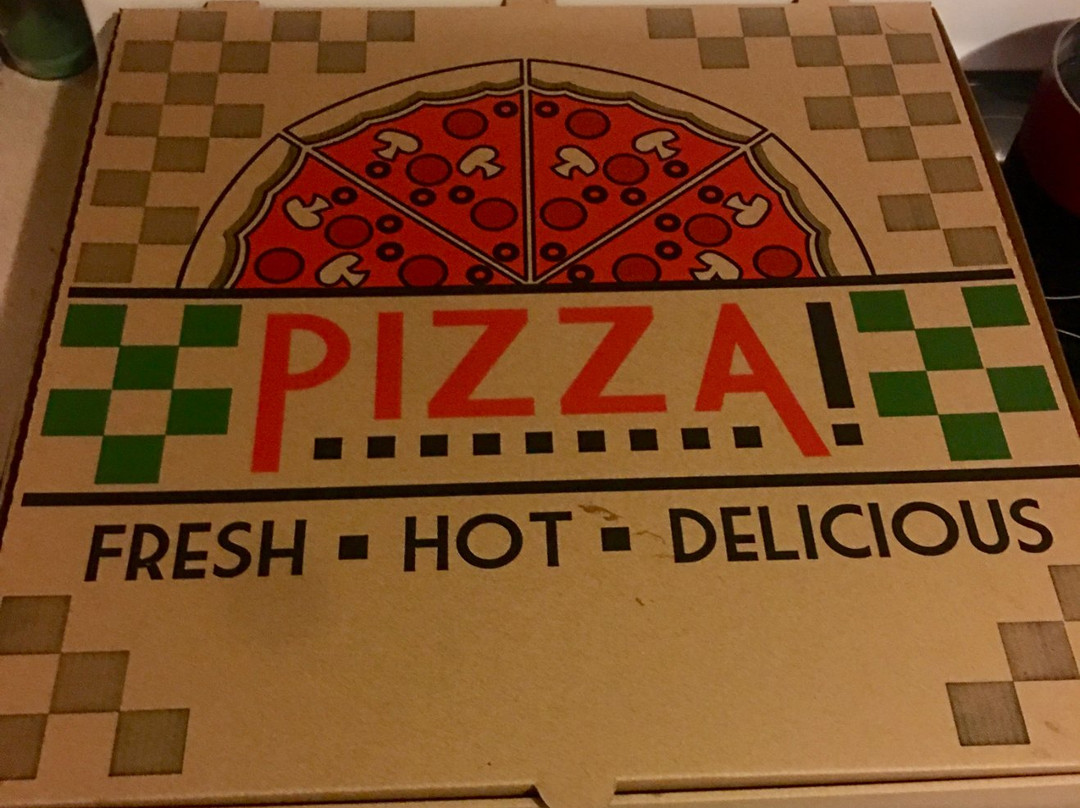 PIZZA!
FRESH ▪ HOT ▪ DELICIOUS